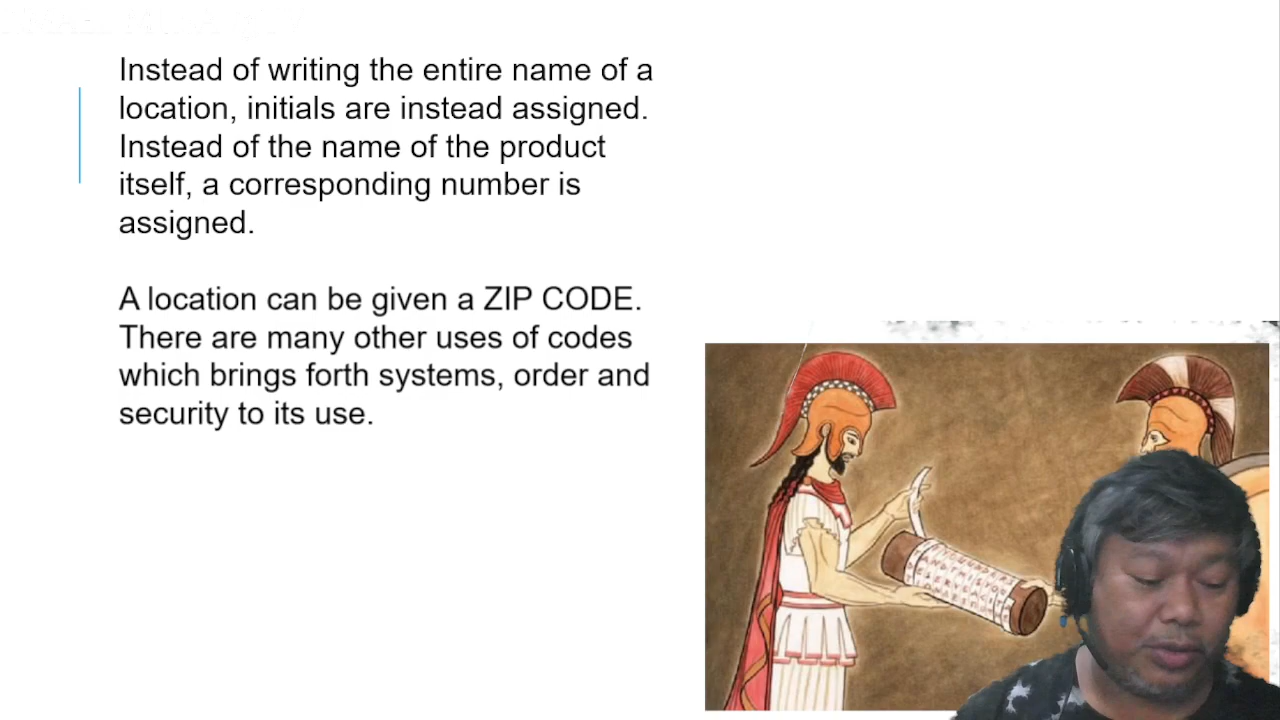 Instead of writing the entire name of a
location, initials are instead assigned.
Instead of the name of the product
itself, a corresponding number is
assigned.
A location can be given a ZIP CODE.
There are many other uses of codes
which brings forth systems, order and
security to its use.